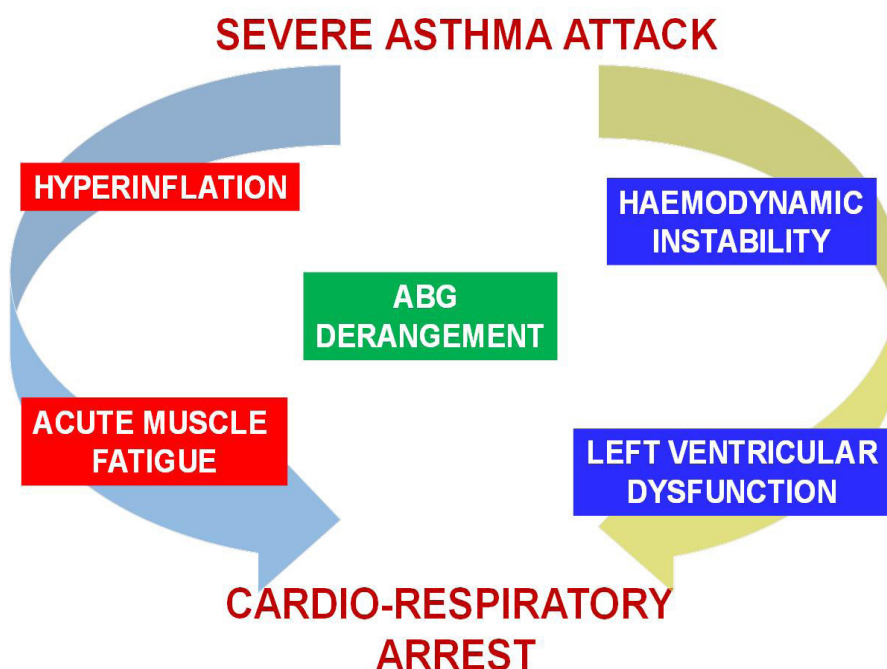 SEVERE ASTHMA ATTACK
HYPERINFLATION
HAEMODYNAMIC
INSTABILITY
ABG
DERANGEMENT
ACUTE MUSCLE
FATIGUE
LEFT VENTRICULAR
DYSFUNCTION
CARDIO-RESPIRATORY
ARREST